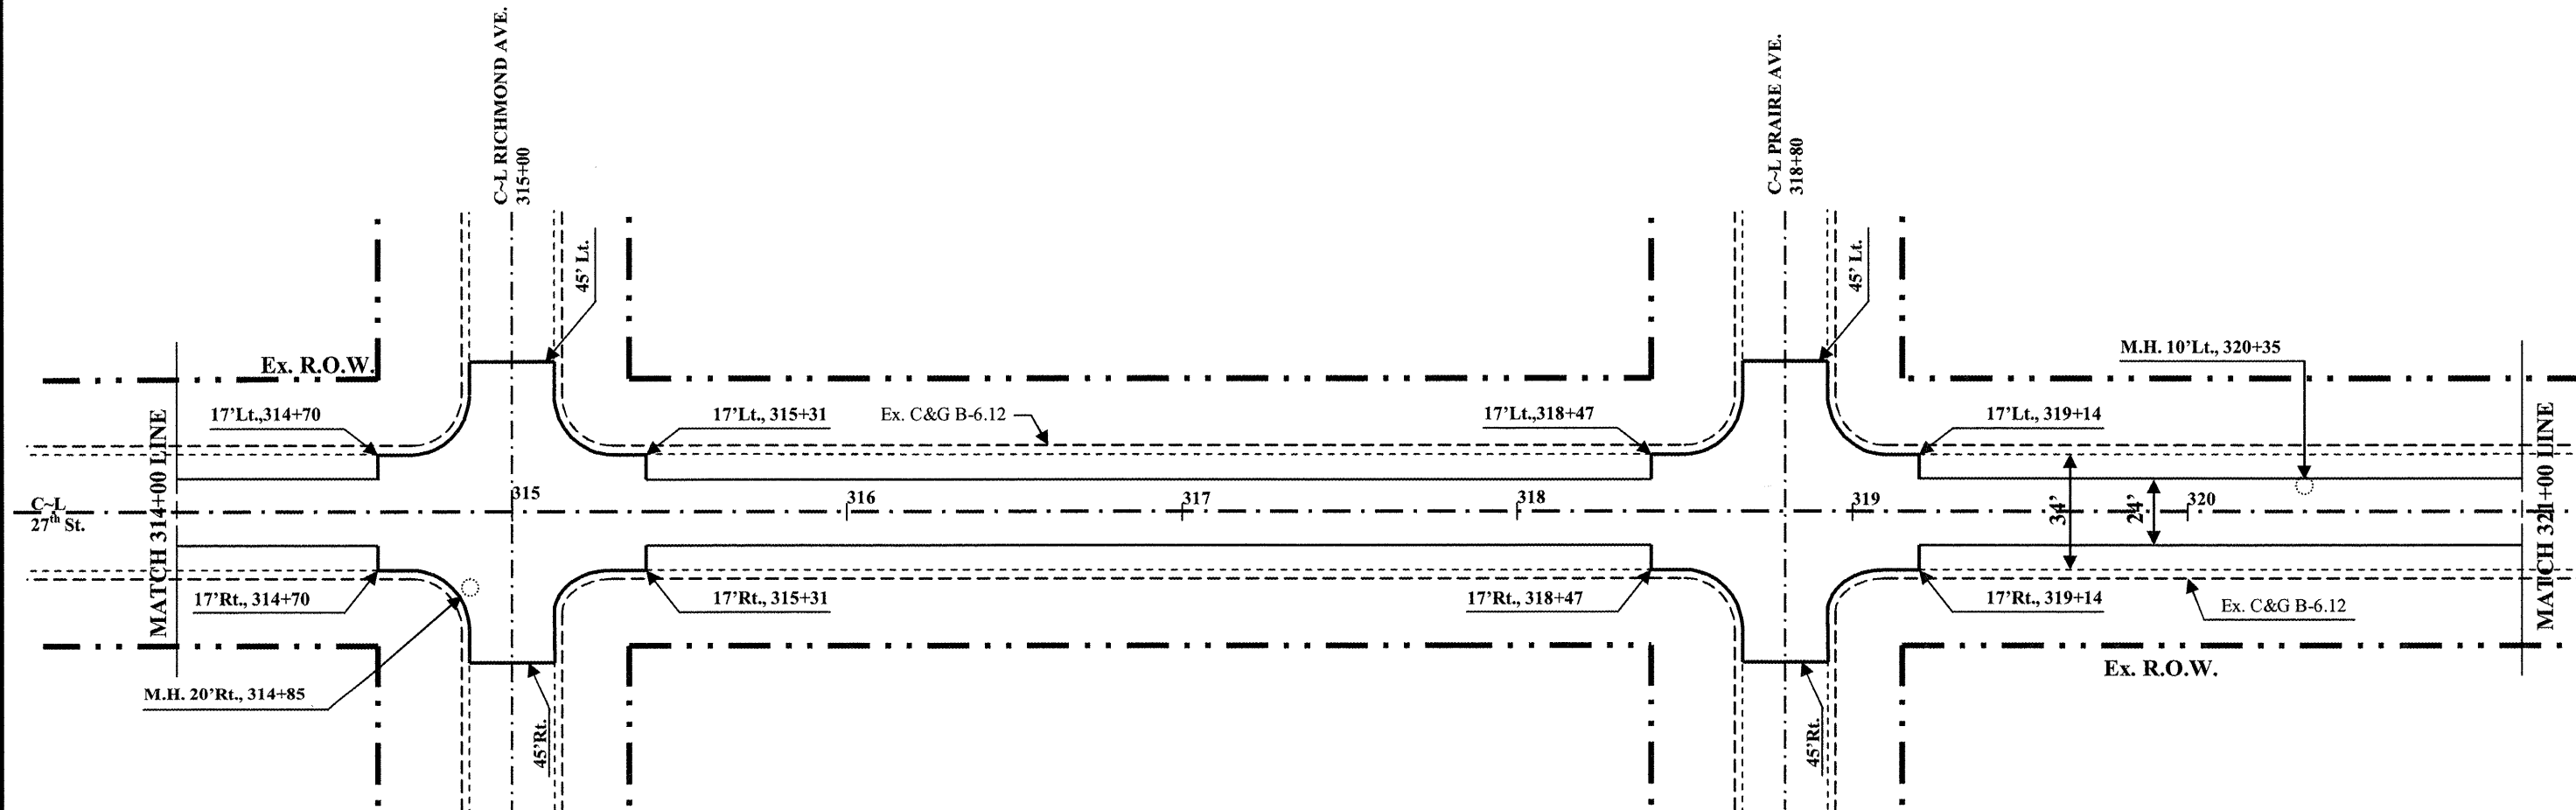 C~L RICHMOND AVE.
315+00
C~L PRAIRE AVE.
318+80
45' Lt.
45' Lt.
M.H. 10'Lt., 320+35
Ex. R.O.W.
17'Lt.,314+70
17'Lt., 315+31
Ex. C&G B-6.12
17'Lt.,318+47
17'Lt., 319+14
MATCH 314+00 LINE
MATCH 321+00 LINE
C~L
27th St.
315
316
317
318
319
34'
24'
320
17'Rt., 314+70
17'Rt., 315+31
17'Rt., 318+47
17'Rt., 319+14
Ex. C&G B-6.12
Ex. R.O.W.
M.H. 20'Rt., 314+85
45'Rt.
45'Rt.